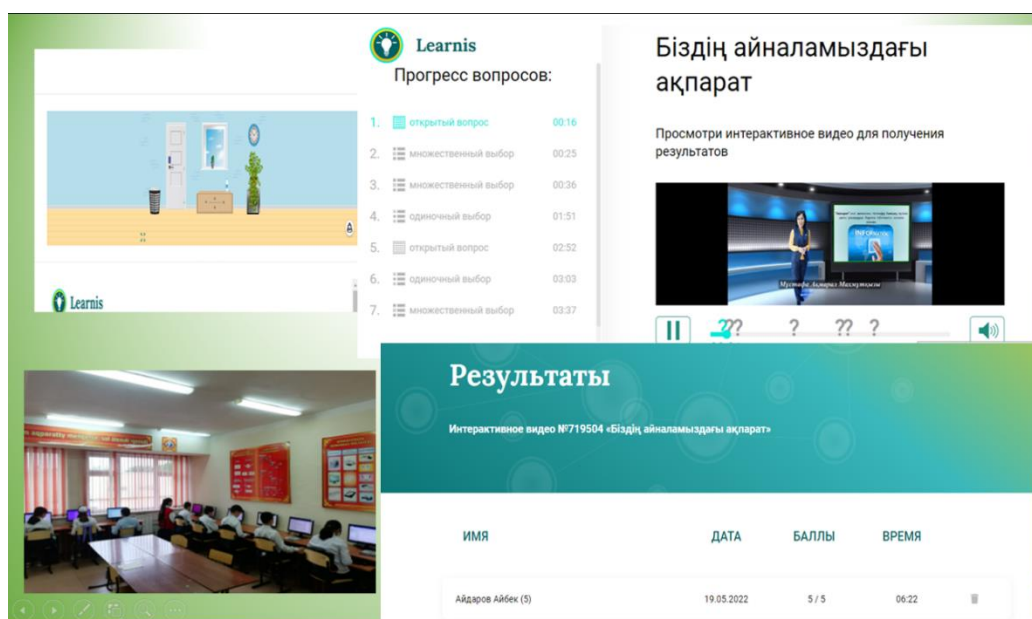 Learnis
Learnis
Прогресс вопросов:
1. открытый вопрос 00:16
2. множественный выбор 00:25
3. множественный выбор 00:36
4. одиночный выбор 01:51
5. открытый вопрос 02:52
6. одиночный выбор 03:03
7. множественный выбор 03:37
Біздің айналамыздағы
ақпарат
Просмотри интерактивное видео для получения
результатов
??? ? ?? ?
Результаты
Интерактивное видео №719504 «Біздің айналамыздағы ақпарат»
ИМЯ ДАТА БАЛЛЫ ВРЕМЯ
Айдаров Айбек (5) 19.05.2022 5 / 5 06:22